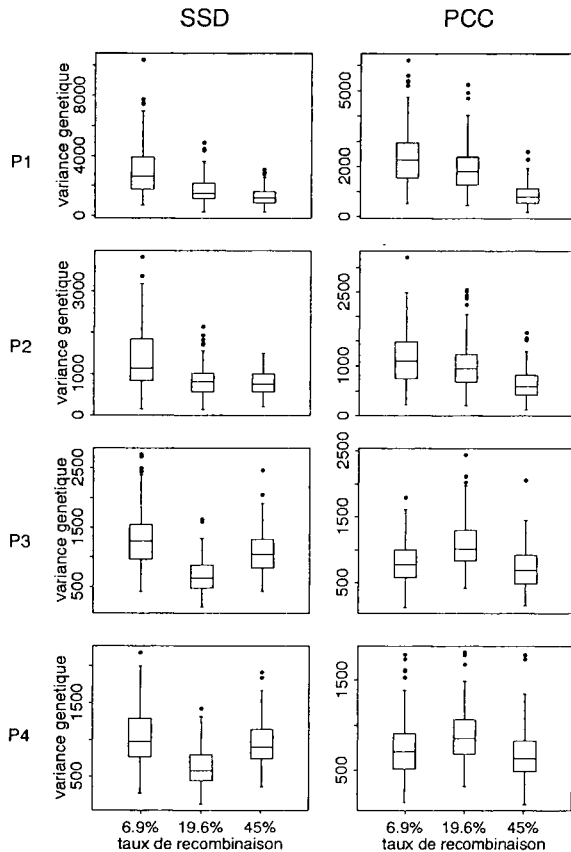 SSD PCC
P1
variance genetique
0 4000 8000
0 2000 5000
P2
variance genetique
0 1000 3000
0 1000 2500
P3
variance genetique
500 1500 2500
500 1500 2500
P4
variance genetique
500 1500
500 1500
6.9% 19.6% 45% 6.9% 19.6% 45%
taux de recombinaison taux de recombinaison